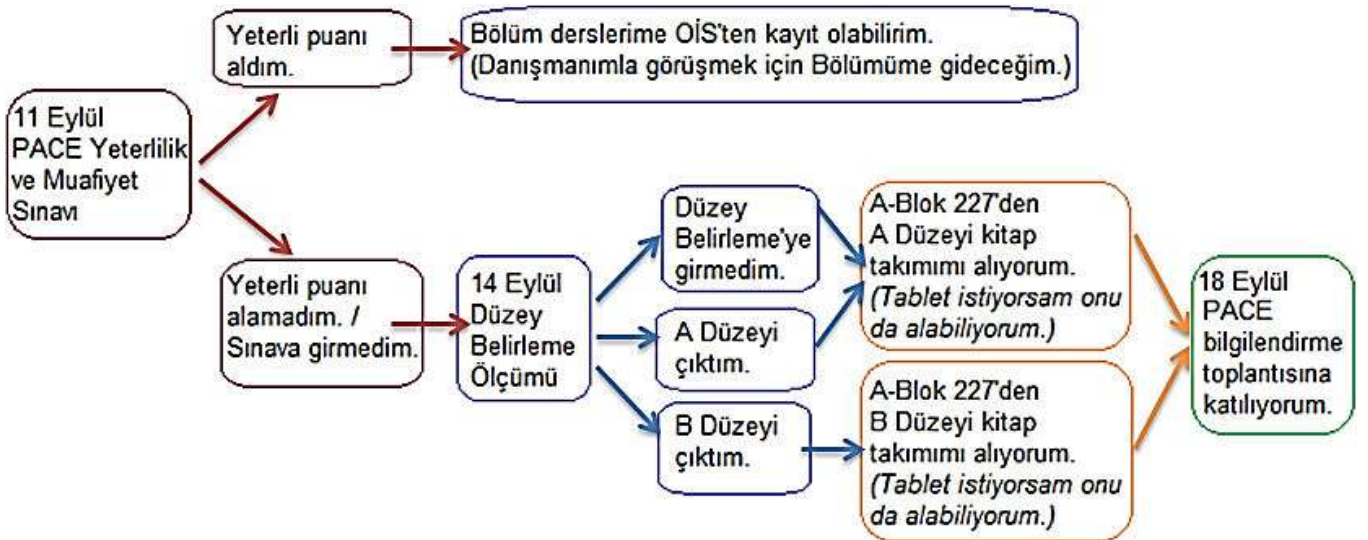 Yeterli puanı
aldım.
Bölüm derslerime OİS'ten kayıt olabilirim.
(Danışmanımla görüşmek için Bölümüme gideceğim.)
11 Eylül
PACE Yeterlilik
ve Muafiyet
Sınavı
Yeterli puanı
alamadım. /
Sınava girmedim.
14 Eylül
Düzey
Belirleme
Ölçümü
Düzey
Belirleme'ye
girmedim.
A Düzeyi
çıktım.
B Düzeyi
çıktım.
A-Blok 227'den
A Düzeyi kitap
takımımı alıyorum.
(Tablet istiyorsam onu
da alabiliyorum.)
A-Blok 227'den
B Düzeyi kitap
takımımı alıyorum.
(Tablet istiyorsam onu
da alabiliyorum.)
18 Eylül
PACE
bilgilendirme
toplantısına
katılıyorum.